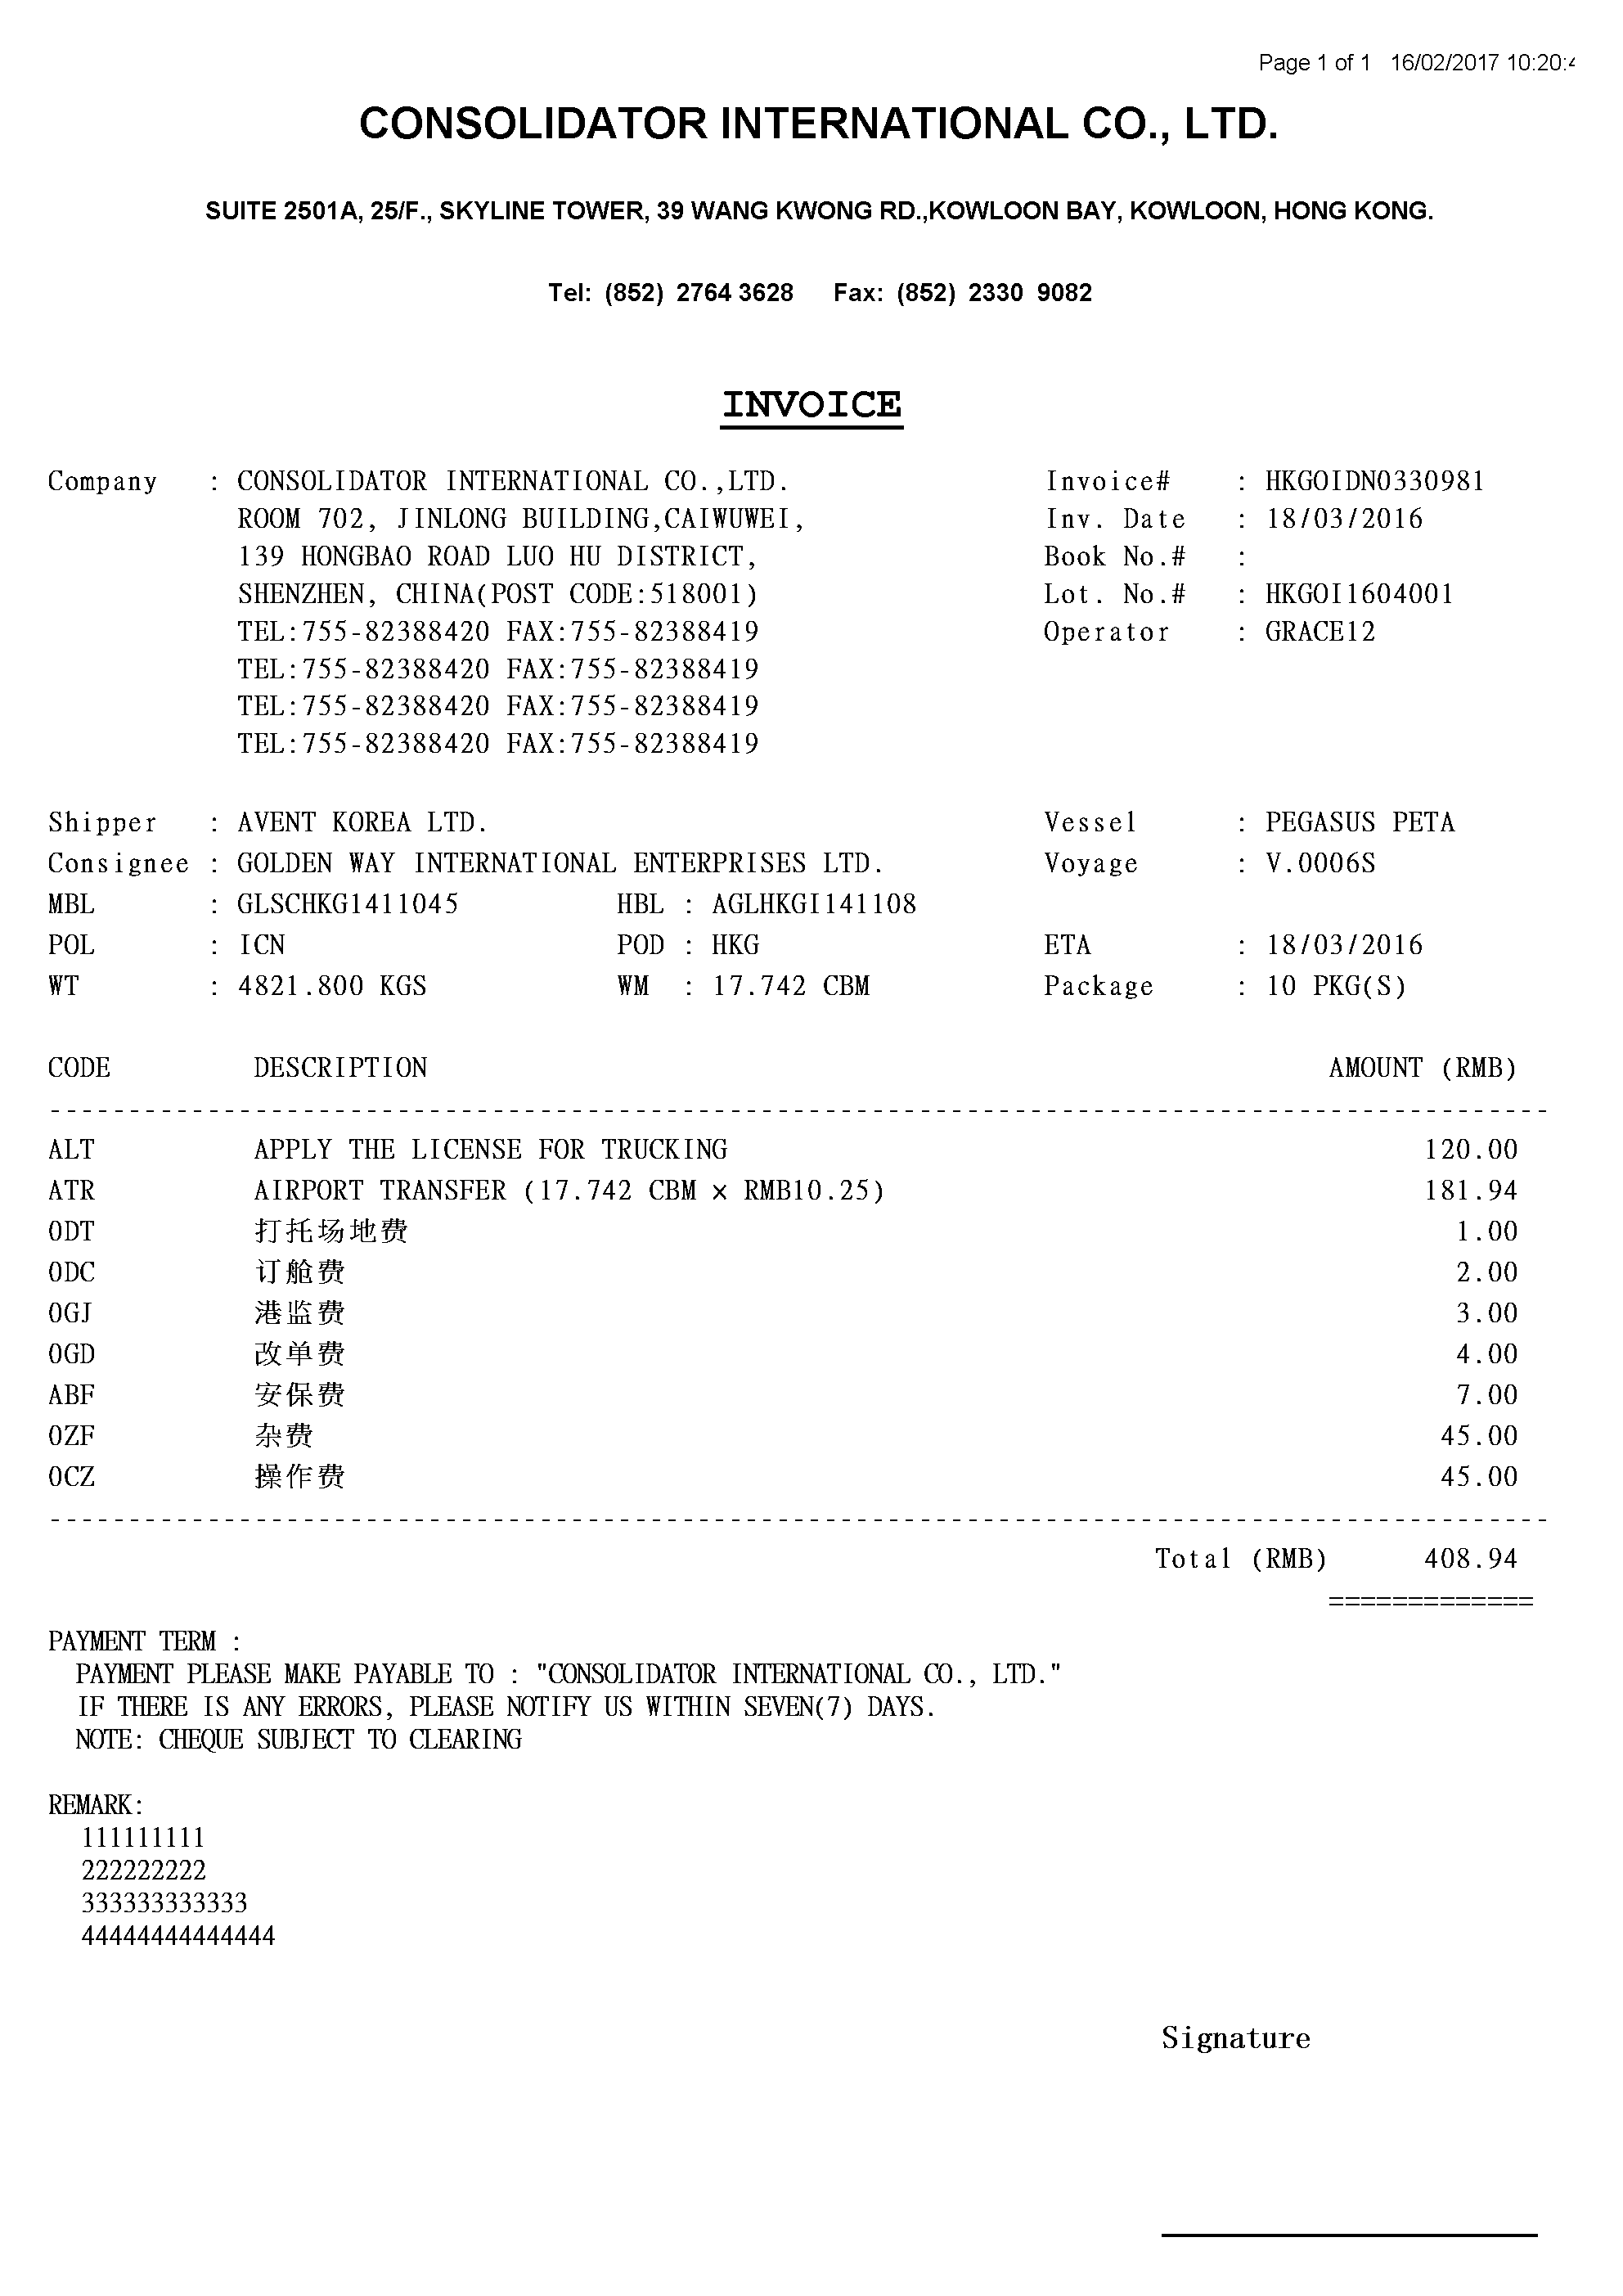 Page 1 of 1 16/02/2017 10:20:
CONSOLIDATOR INTERNATIONAL CO., LTD.
SUITE 2501A, 25/F., SKYLINE TOWER, 39 WANG KWONG RD.,KOWLOON BAY, KOWLOON, HONG KONG.
Tel: (852) 2764 3628 Fax: (852) 2330 9082
INVOICE
Company : CONSOLIDATOR INTERNATIONAL CO.,LTD. Invoice# : HKGOIDN0330981
ROOM 702, JINLONG BUILDING,CAIWUWEI, Inv. Date : 18/03/2016
139 HONGBAO ROAD LUO HU DISTRICT, Book No.# :
SHENZHEN, CHINA(POST CODE:518001) Lot. No.# : HKGOI1604001
TEL:755-82388420 FAX:755-82388419 Operator : GRACE12
TEL:755-82388420 FAX:755-82388419
TEL:755-82388420 FAX:755-82388419
TEL:755-82388420 FAX:755-82388419
Shipper : AVENT KOREA LTD. Vessel : PEGASUS PETA
Consignee : GOLDEN WAY INTERNATIONAL ENTERPRISES LTD. Voyage : V.0006S
MBL : GLSCHKG1411045 HBL : AGLHKGI141108
POL : ICN POD : HKG ETA : 18/03/2016
WT : 4821.800 KGS WM : 17.742 CBM Package : 10 PKG(S)
CODE DESCRIPTION AMOUNT (RMB)
ALT APPLY THE LICENSE FOR TRUCKING 120.00
ATR AIRPORT TRANSFER (17.742 CBM × RMB10.25) 181.94
0DT 打托场地费 1.00
0DC 订舱费 2.00
0GJ 港监费 3.00
0GD 改单费 4.00
ABF 安保费 7.00
0ZF 杂费 45.00
0CZ 操作费 45.00
Total (RMB) 408.94
=============
PAYMENT TERM :
PAYMENT PLEASE MAKE PAYABLE TO : "CONSOLIDATOR INTERNATIONAL CO., LTD."
IF THERE IS ANY ERRORS, PLEASE NOTIFY US WITHIN SEVEN(7) DAYS.
NOTE: CHEQUE SUBJECT TO CLEARING
REMARK:
111111111
222222222
333333333333
44444444444444
Signature